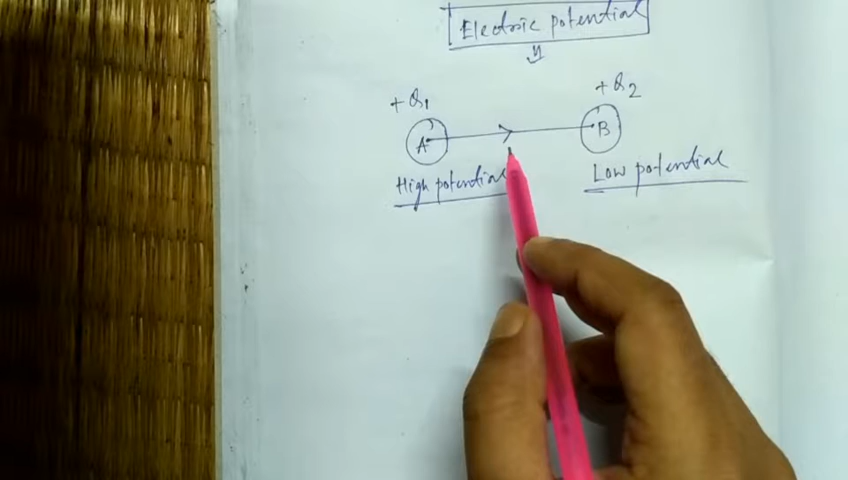 Electric potential
+Q1
+Q2
A
B
High potential
Low potential